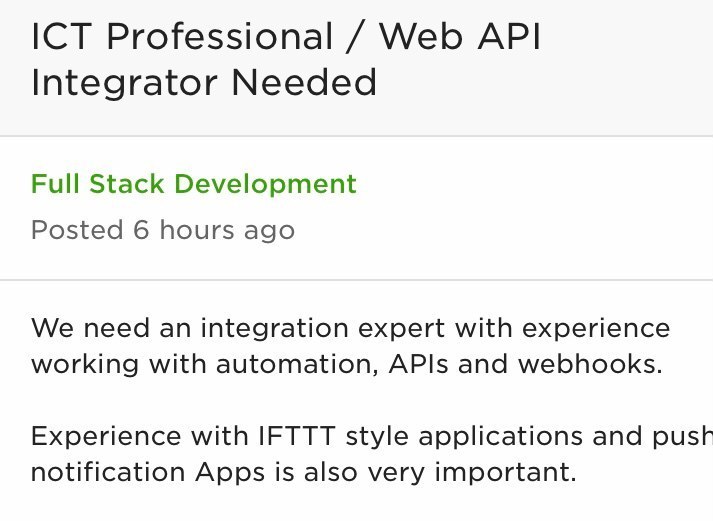 ICT Professional / Web API
Integrator Needed
Full Stack Development
Posted 6 hours ago
We need an integration expert with experience
working with automation, APIs and webhooks.
Experience with IFTTT style applications and push
notification Apps is also very important.